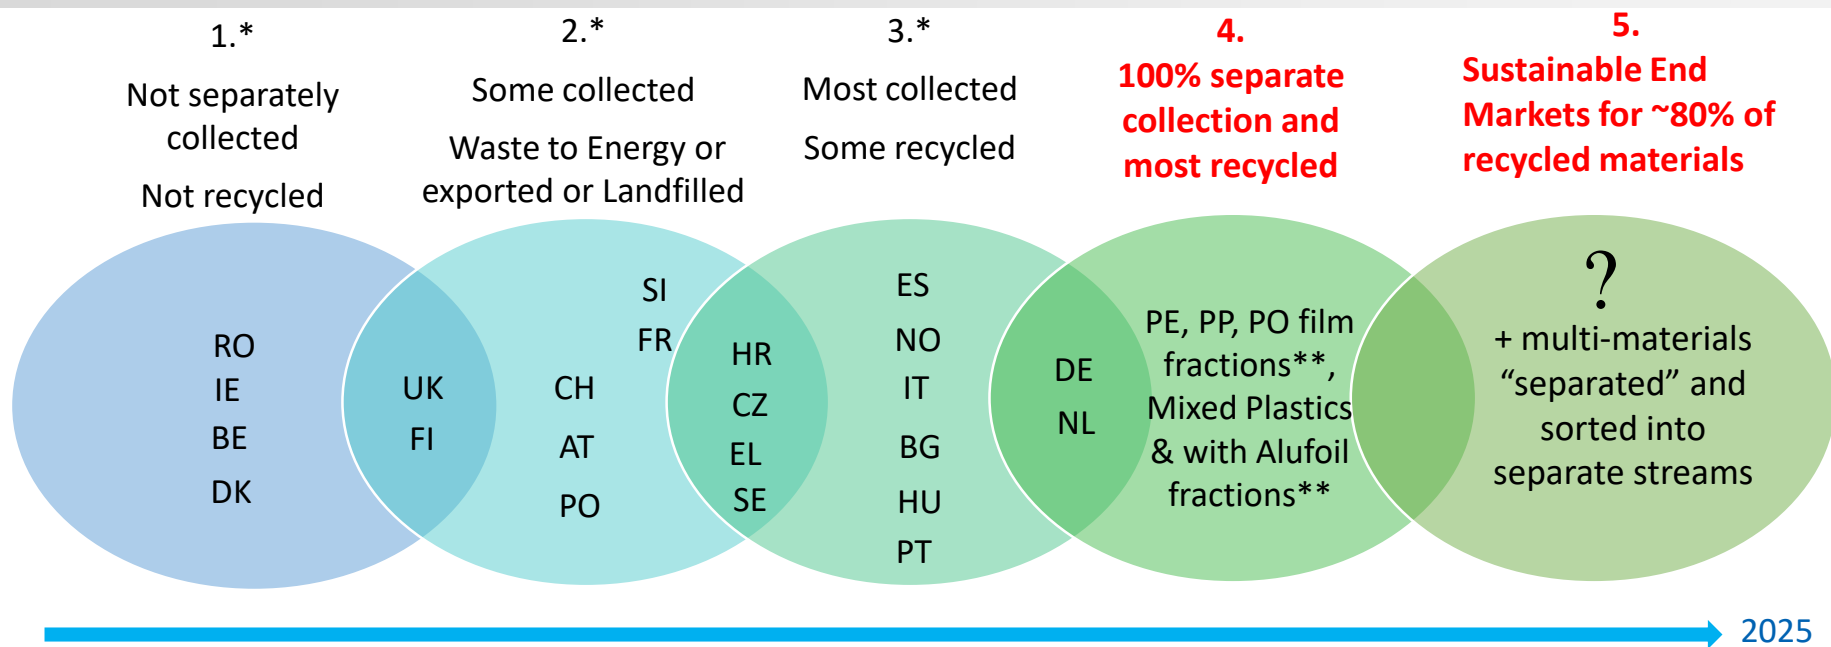 1.*
Not separately
collected
Not recycled
2.*
Some collected
Waste to Energy or
exported or Landfilled
3.*
Most collected
Some recycled
4.
100% separate
collection and
most recycled
5.
Sustainable End
Markets for ~80% of
recycled materials
RO
IE
BE
DK
UK
FI
SI
FR
CH
AT
PO
HR
CZ
EL
SE
ES
NO
IT
BG
HU
PT
DE
NL
PE, PP, PO film
fractions**,
Mixed Plastics
& with Alufoil
fractions**
?
+ multi-materials
“separated” and
sorted into
separate streams
2025